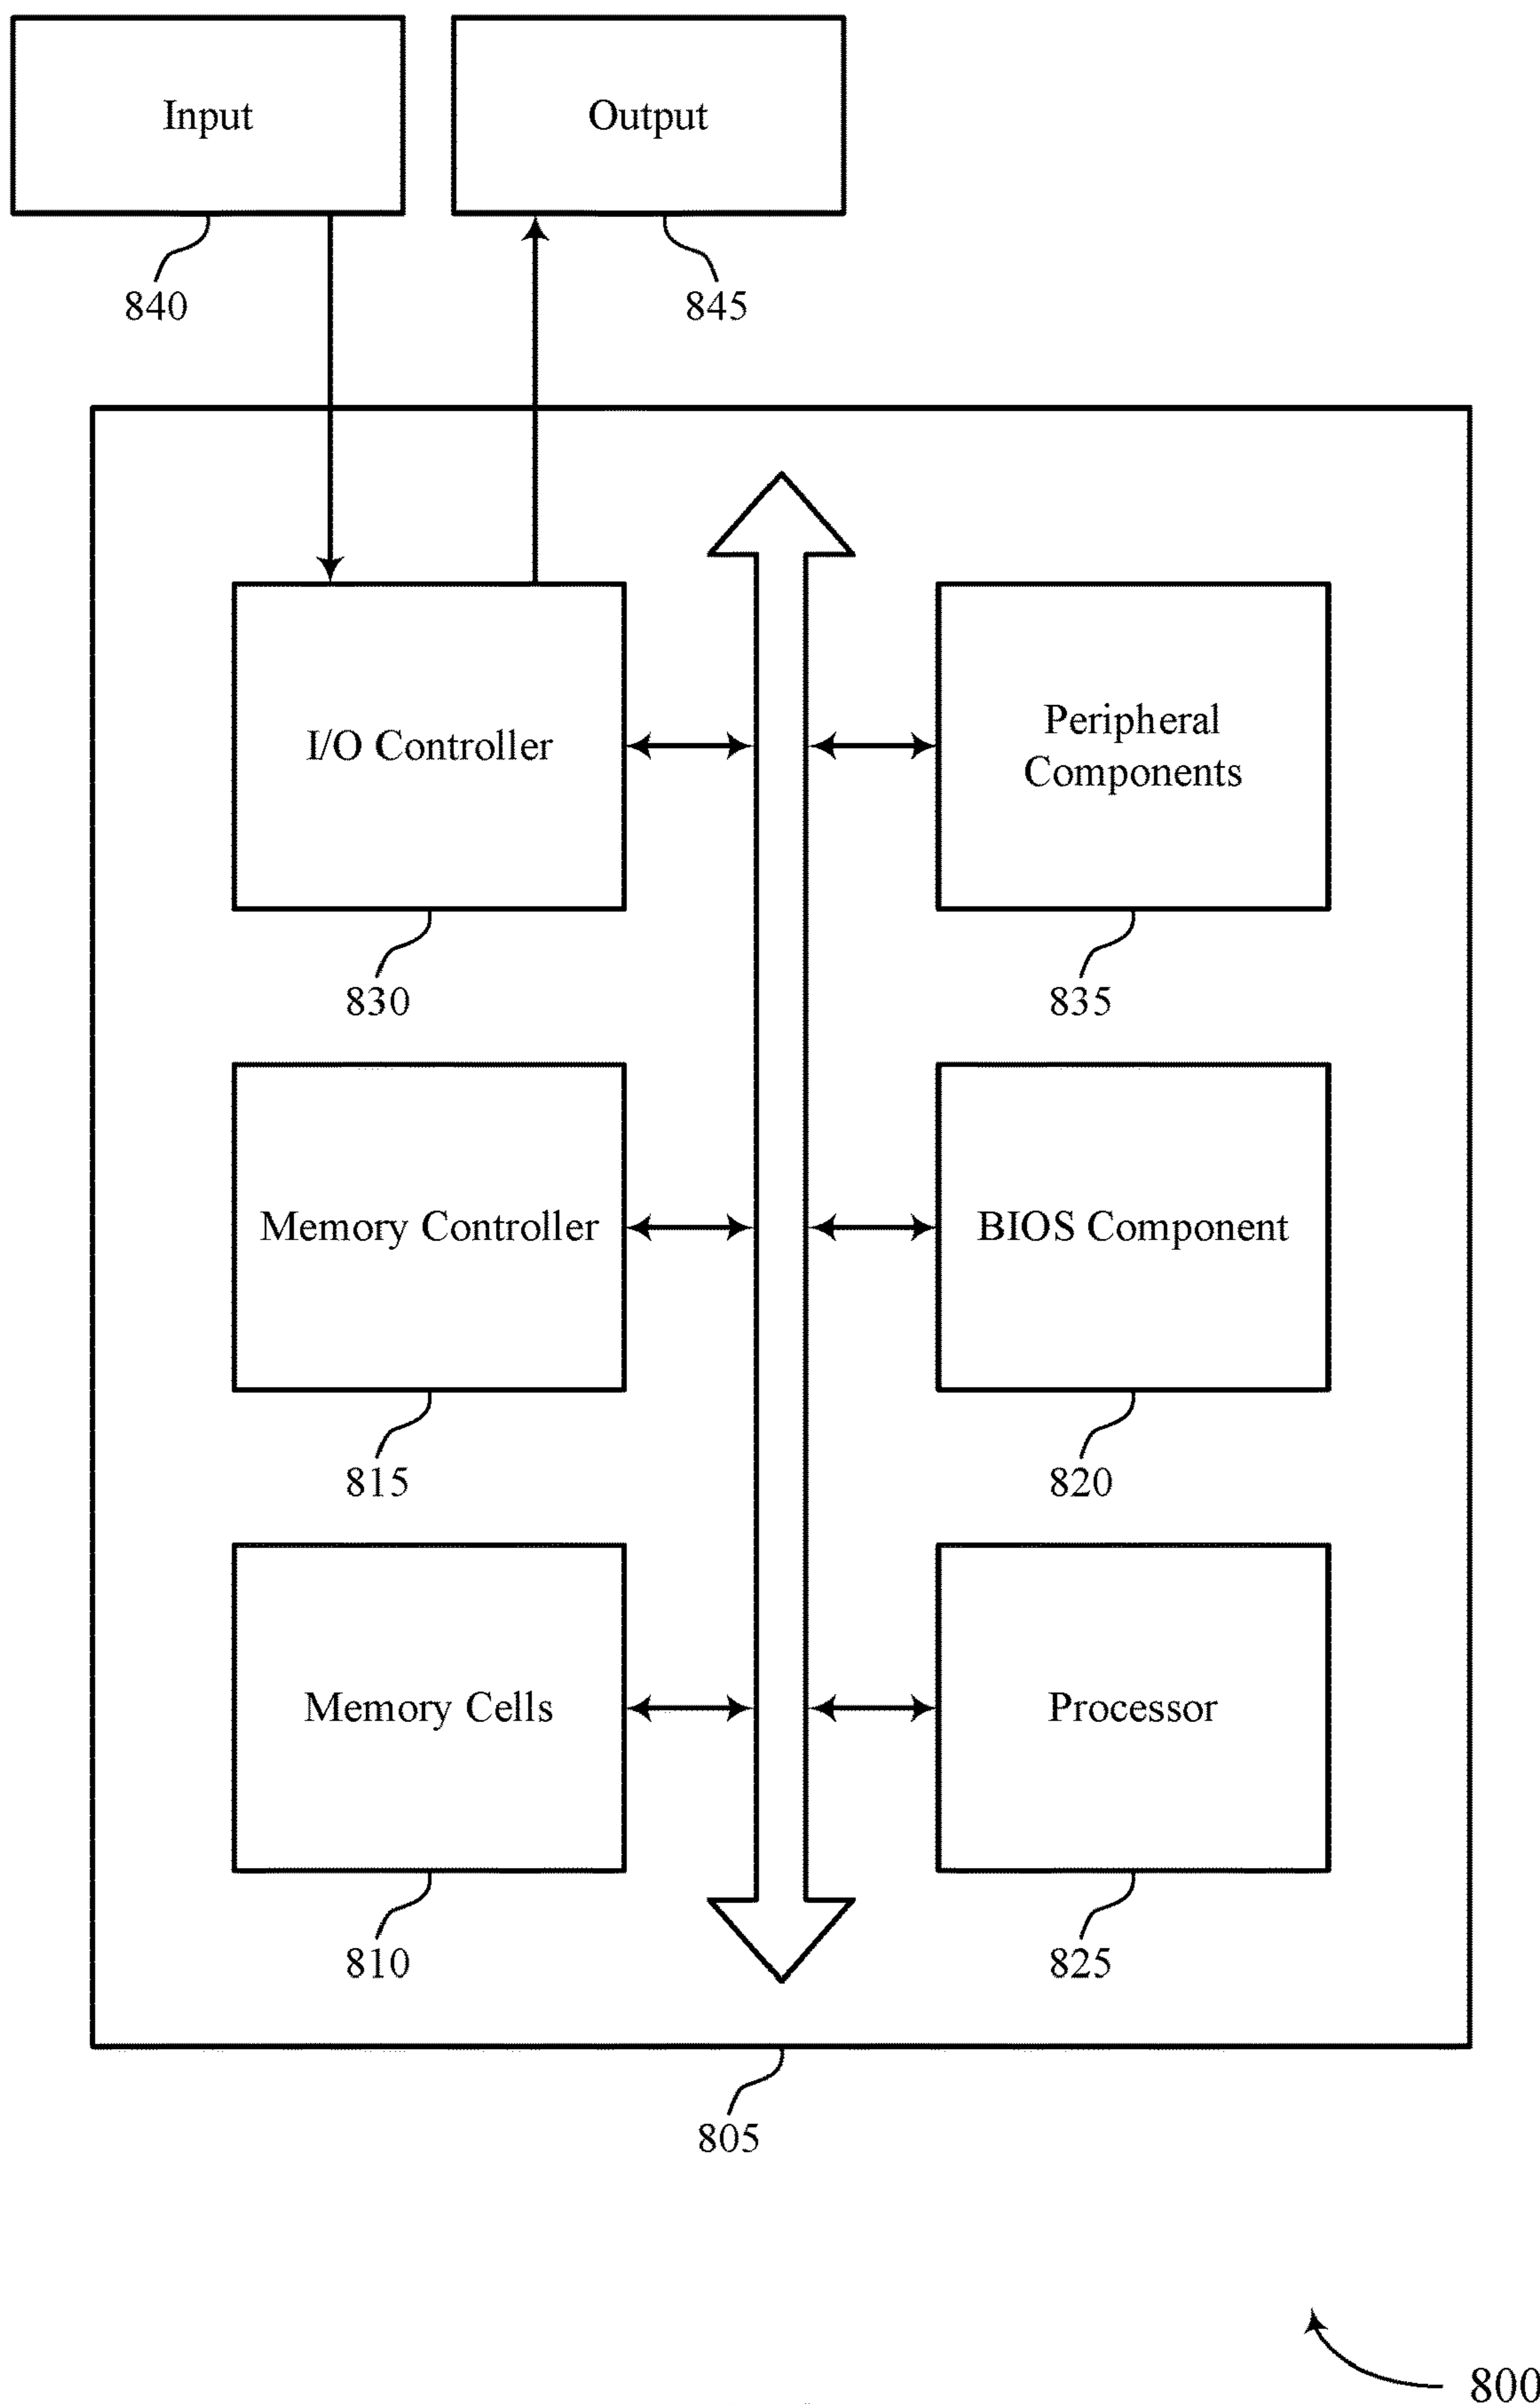 Input
Output
840
845
I/O Controller
Peripheral
Components
830
835
Memory Controller
BIOS Component
815
820
Memory Cells
Processor
810
825
805
800